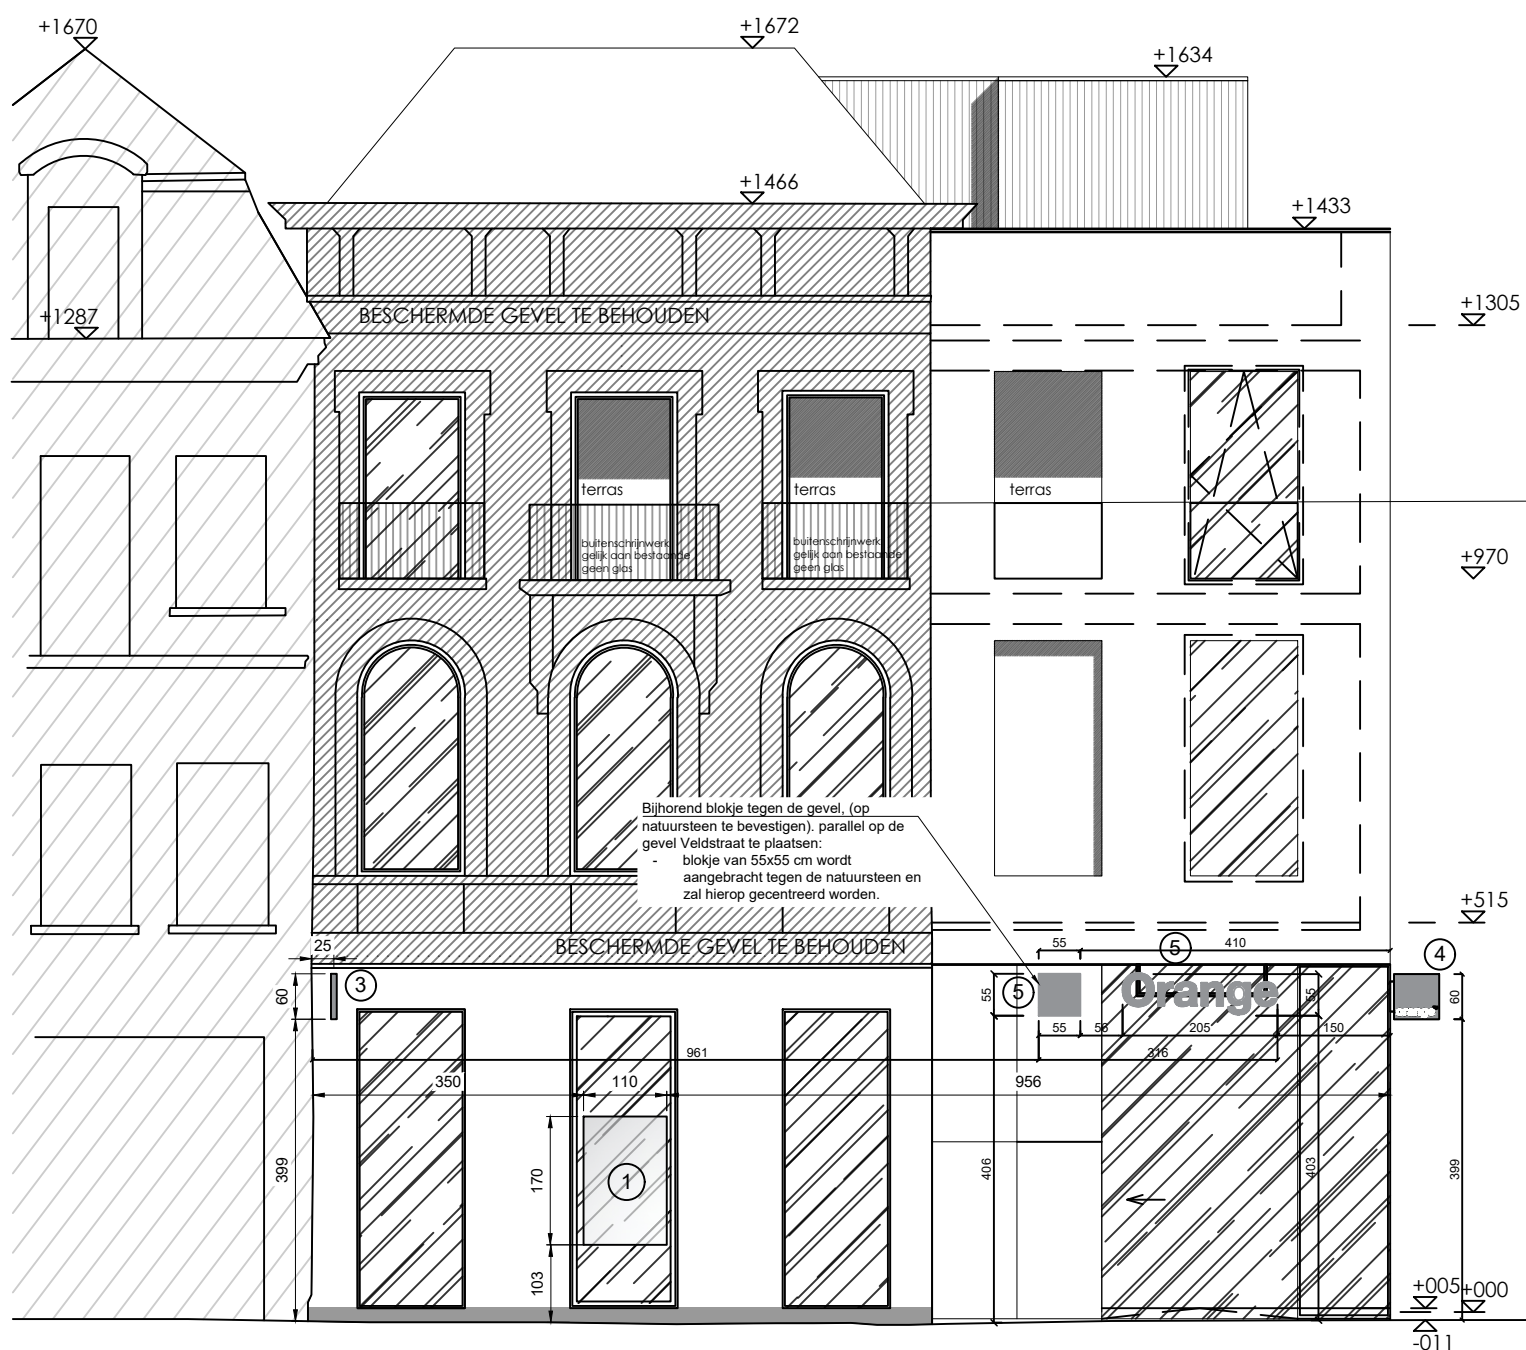 +1670
+1672
+1634
+1466
+1433
+1287
BESCHERMDE GEVEL TE BEHOUDEN
+1305
terras
terras
terras
buitenschrijnwerk
gelijk aan bestaande
geen glas
buitenschrijnwerk
gelijk aan bestaande
geen glas
+970
Bijhorend blokje tegen de gevel, (op
natuursteen te bevestigen). parallel op de
gevel Veldstraat te plaatsen:
- blokje van 55x55 cm wordt
aangebracht tegen de natuursteen en
zal hierop gecentreerd worden.
+515
BESCHERMDE GEVEL TE BEHOUDEN
25
55
5
410
4
60
3
55
5
Orange
55
orange
60
55
56
205
150
961
316
350
110
956
399
170
1
406
403
399
103
+005
+000
-011